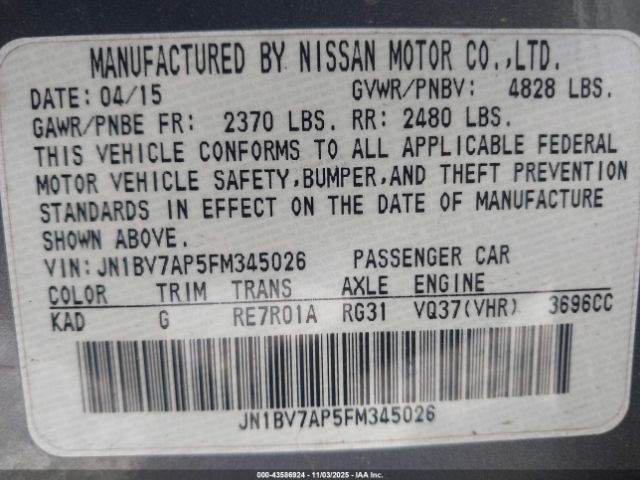 MANUFACTURED BY NISSAN MOTOR CO.,LTD.
DATE: 04/15 GVWR/PNBV: 4828 LBS.
GAWR/PNBE FR: 2370 LBS. RR: 2480 LBS.
THIS VEHICLE CONFORMS TO ALL APPLICABLE FEDERAL
MOTOR VEHICLE SAFETY,BUMPER,AND THEFT PREVENTION
STANDARDS IN EFFECT ON THE DATE OF MANUFACTURE
SHOWN ABOVE.
VIN:JN1BV7AP5FM345026 PASSENGER CAR
COLOR TRIM TRANS AXLE ENGINE
KAD G RE7R01A RG31 VQ37(VHR) 3696CC
JN1BV7AP5FM345026
000-43586924 - 11/03/2025 - IAAI.COM